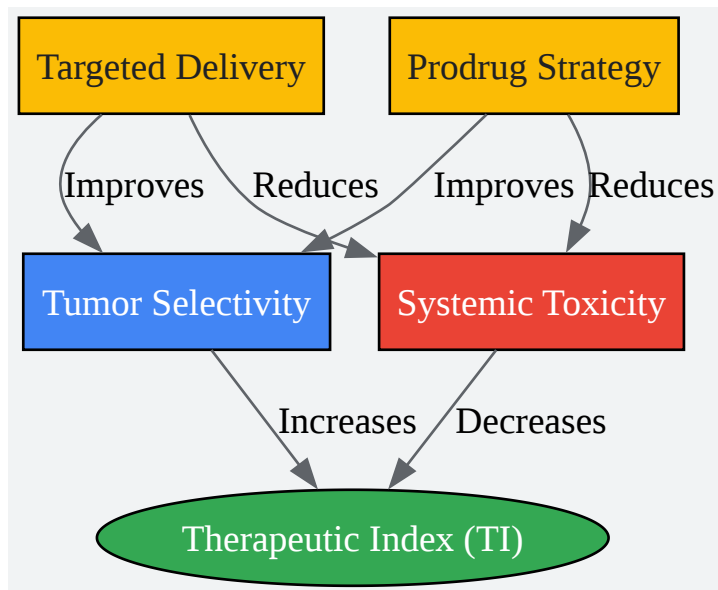 Targeted Delivery
Prodrug Strategy
Improves
Reduces
Improves
Reduces
Tumor Selectivity
Systemic Toxicity
Increases
Decreases
Therapeutic Index (TI)